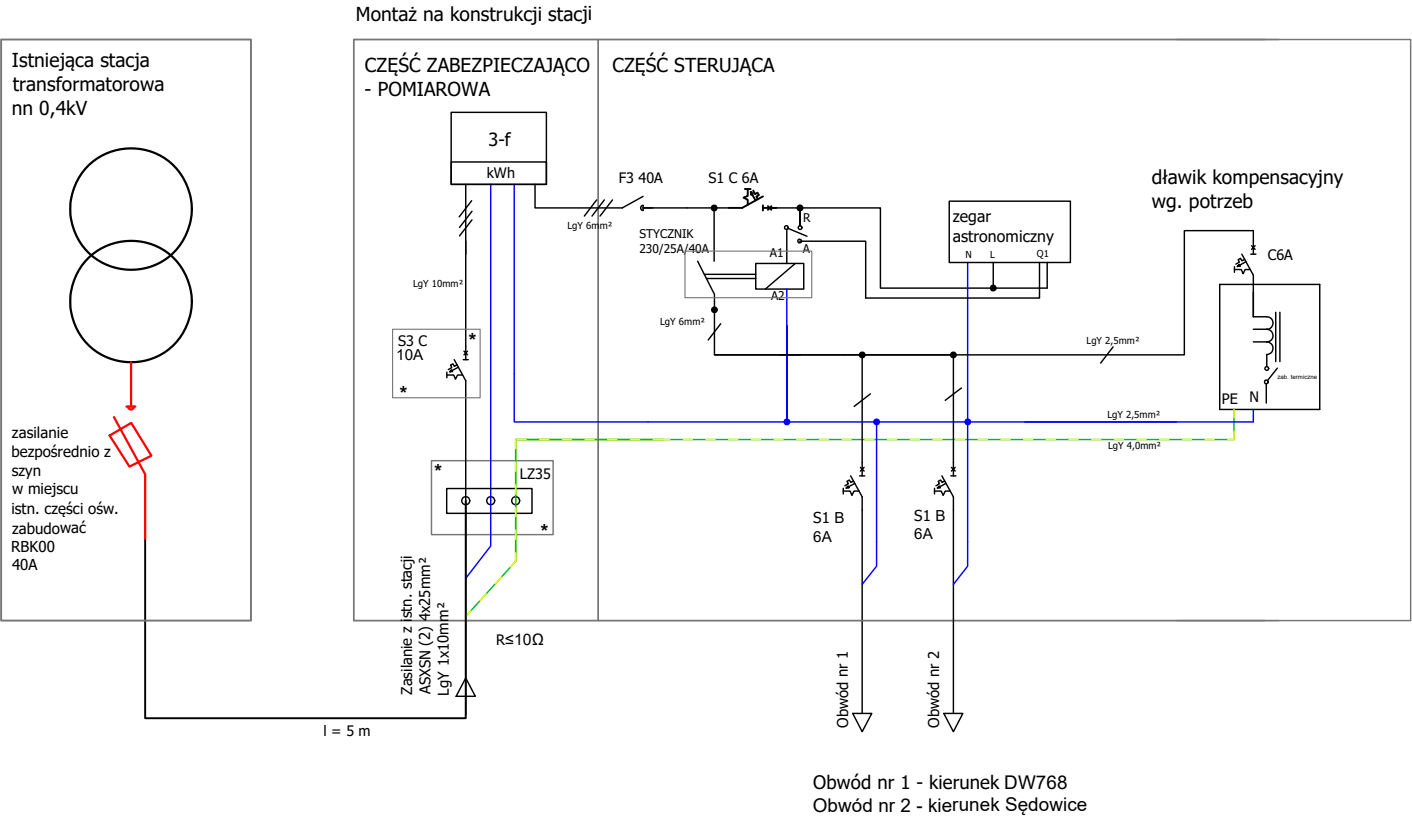 Montaż na konstrukcji stacji
Istniejąca stacja
transformatorowa
nn 0,4kV
CZĘŚĆ ZABEZPIECZAJĄCO
- POMIAROWA
CZĘŚĆ STERUJĄCA
3-f
kWh
F3 40A
S1 C 6A
LgY 6mm²
STYCZNIK
230/25A/40A
R
A
A1
A2
zegar
astronomiczny
N L Q1
dławik kompensacyjny
wg. potrzeb
C6A
zab. termiczne
PE N
LgY 10mm²
LgY 6mm²
LgY 2,5mm²
S3 C
10A
*
*
LgY 2,5mm²
LgY 4,0mm²
zasilanie
bezpośrednio z
szyn
w miejscu
istn. części ośw.
zabudować
RBK00
40A
*
LZ35
*
S1 B
6A
S1 B
6A
Zasilanie z istn. stacji
ASXSN (2) 4x25mm²
LgY 1x10mm²
R≤10Ω
Obwód nr 1
Obwód nr 2
l = 5 m
Obwód nr 1 - kierunek DW768
Obwód nr 2 - kierunek Sędowice